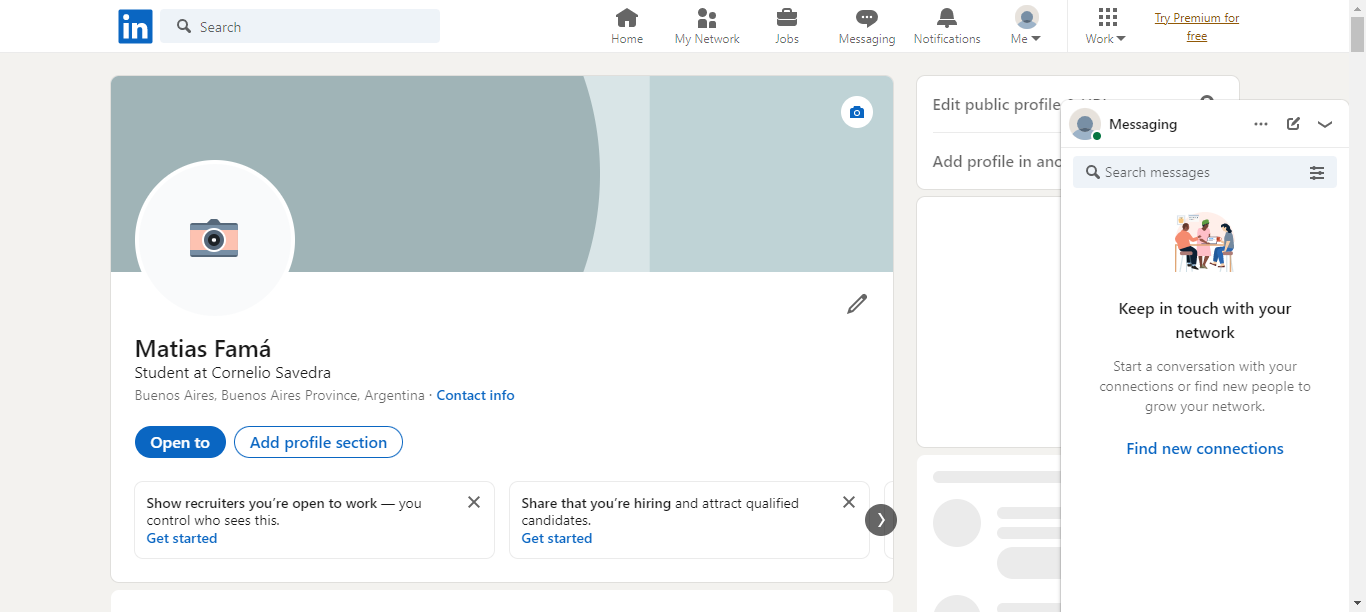 in
Search
Home
My Network
Jobs
Messaging
Notifications
Me
Work
Try Premium for
free
Edit public profile
Add profile in
Matias Famá
Student at Cornelio Savedra
Buenos Aires, Buenos Aires Province, Argentina · Contact info
Open to
Add profile section
Show recruiters you’re open to work — you
control who sees this.
Get started
Share that you’re hiring and attract qualified
candidates.
Get started
Messaging
Search messages
Keep in touch with your
network
Start a conversation with your
connections or find new people to
grow your network.
Find new connections